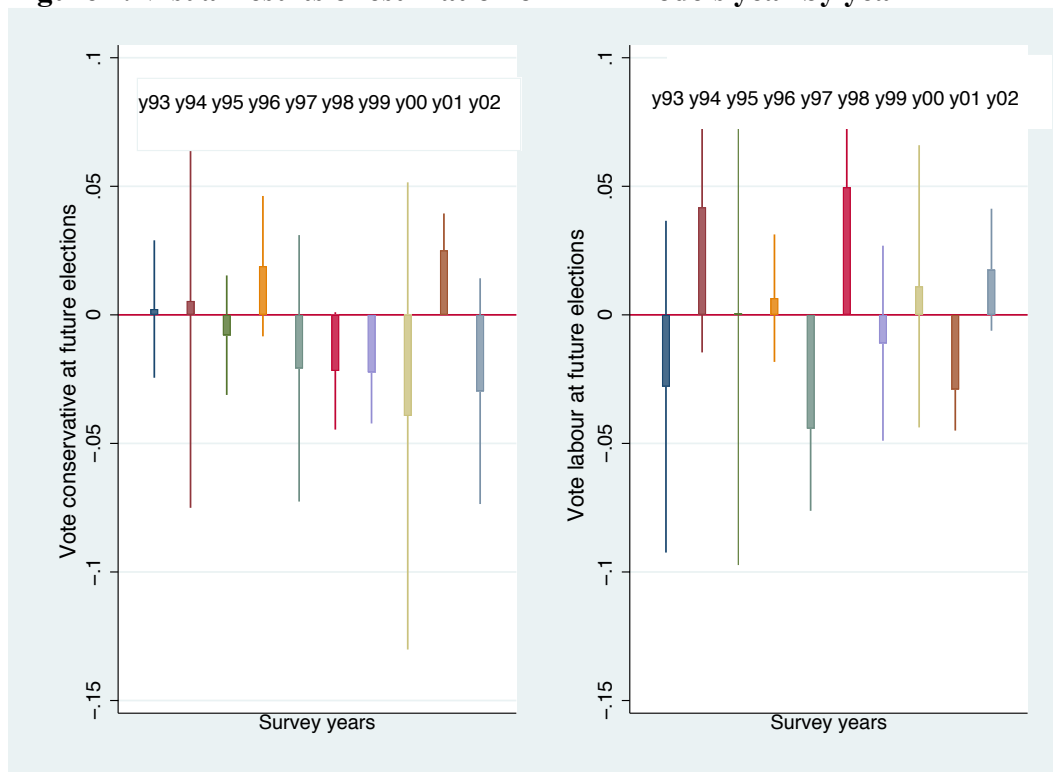 .1
y93 y94 y95 y96 y97 y98 y99 y00 y01 y02
.05
0
-.05
-.1
-.15
Vote conservative at future elections
Survey years
.1
y93 y94 y95 y96 y97 y98 y99 y00 y01 y02
.05
0
-.05
-.1
-.15
Vote labour at future elections
Survey years